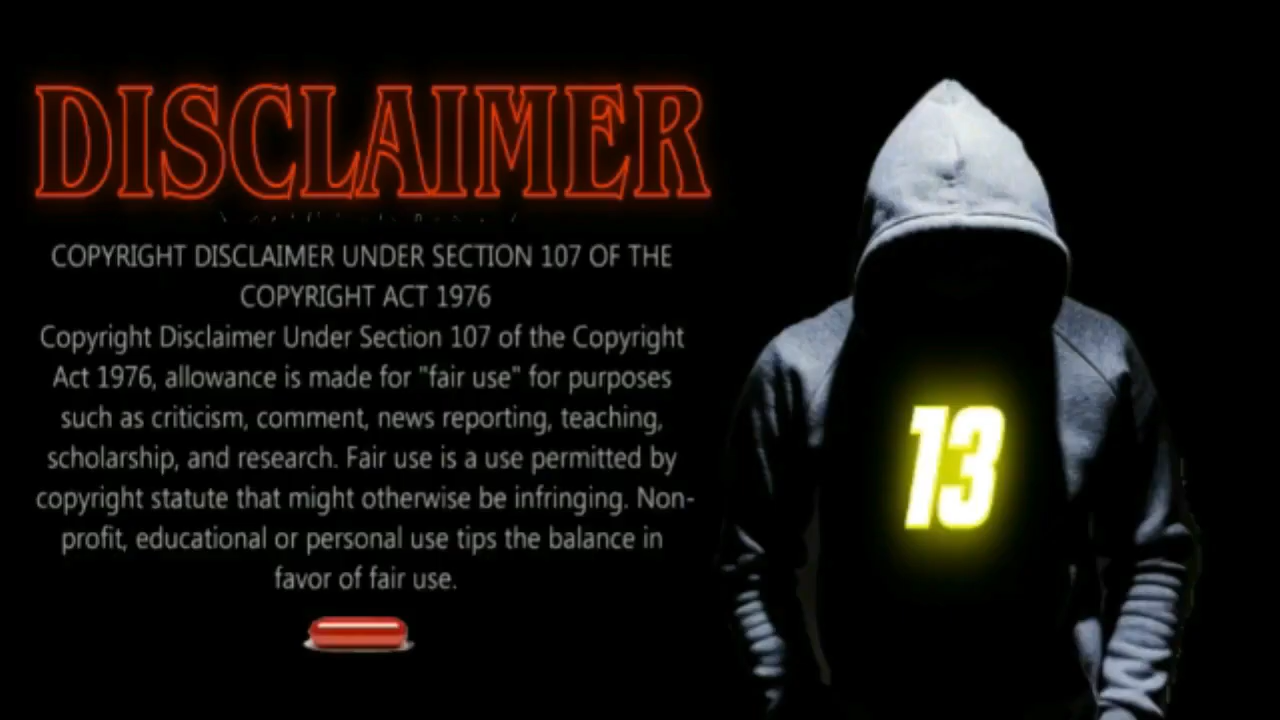 DISCLAIMER
COPYRIGHT DISCLAIMER UNDER SECTION 107 OF THE
COPYRIGHT ACT 1976
Copyright Disclaimer Under Section 107 of the Copyright
Act 1976, allowance is made for "fair use" for purposes
such as criticism, comment, news reporting, teaching,
scholarship, and research. Fair use is a use permitted by
copyright statute that might otherwise be infringing. Non-
profit, educational or personal use tips the balance in
favor of fair use.
13